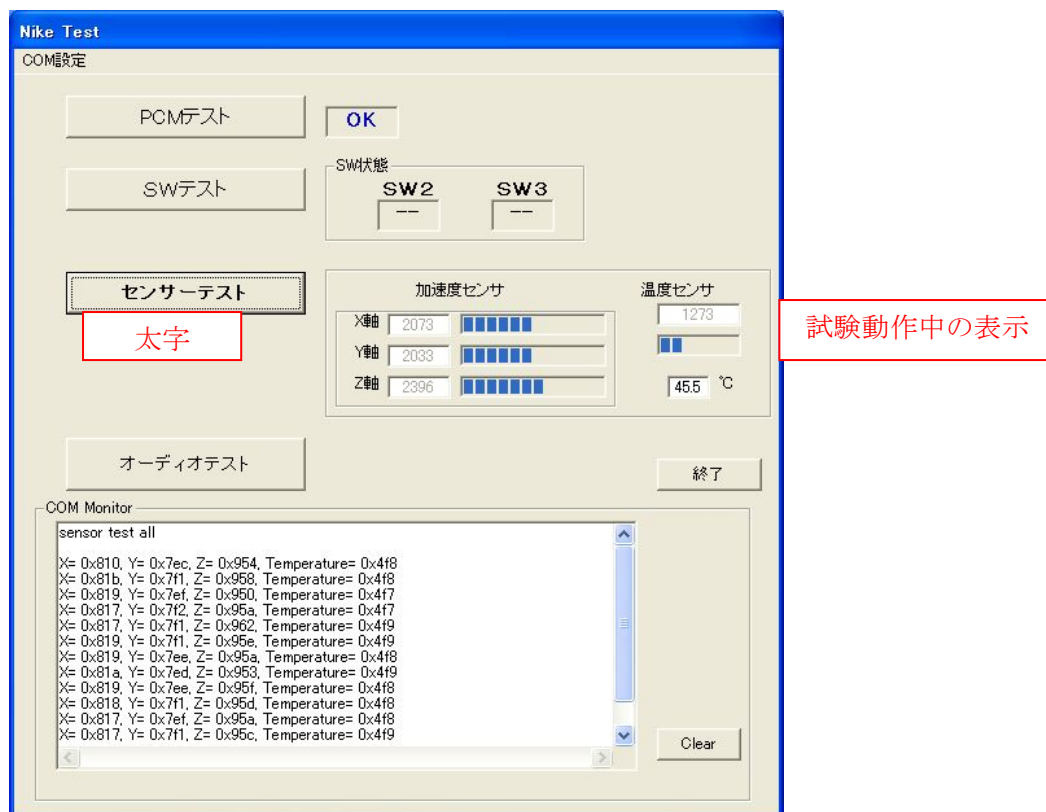 Nike Test
COM設定
PCMテスト
OK
SWテスト
SW状態
SW2 SW3
-- --
センサーテスト
太字
加速度センサ 温度センサ
X軸 2073
Y軸 2033
Z軸 2396
1273
45.5 ℃
試験動作中の表示
オーディオテスト
終了
COM Monitor
sensor test all
X= 0x810, Y= 0x7ec, Z= 0x954, Temperature= 0x4f8
X= 0x81b, Y= 0x7f1, Z= 0x958, Temperature= 0x4f8
X= 0x819, Y= 0x7ef, Z= 0x950, Temperature= 0x4f7
X= 0x817, Y= 0x7f2, Z= 0x95a, Temperature= 0x4f7
X= 0x817, Y= 0x7f1, Z= 0x962, Temperature= 0x4f9
X= 0x819, Y= 0x7f1, Z= 0x95e, Temperature= 0x4f9
X= 0x819, Y= 0x7ee, Z= 0x95a, Temperature= 0x4f8
X= 0x81a, Y= 0x7ed, Z= 0x953, Temperature= 0x4f9
X= 0x819, Y= 0x7ee, Z= 0x95f, Temperature= 0x4f8
X= 0x818, Y= 0x7f1, Z= 0x95d, Temperature= 0x4f8
X= 0x817, Y= 0x7ef, Z= 0x95a, Temperature= 0x4f8
X= 0x817, Y= 0x7f1, Z= 0x95c, Temperature= 0x4f9
Clear